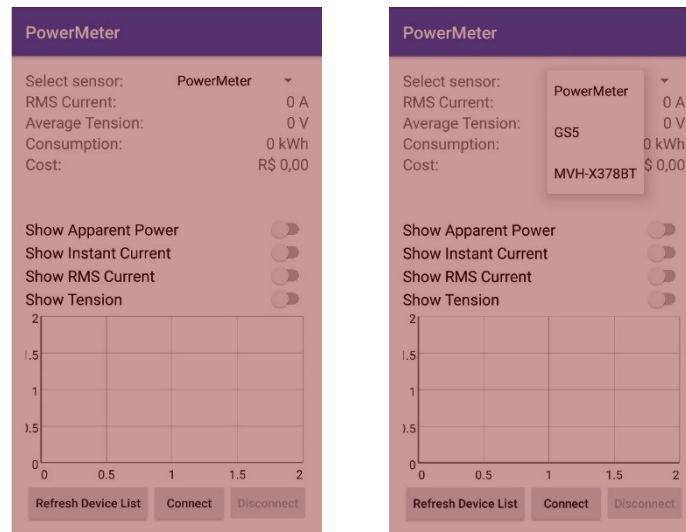 PowerMeter
Select sensor: PowerMeter
RMS Current: 0 A
Average Tension: 0 V
Consumption: 0 kWh
Cost: R$ 0,00
Show Apparent Power
Show Instant Current
Show RMS Current
Show Tension
2
.5
1
.5
0
0 0.5 1 1.5 2
Refresh Device List Connect Disconnect
PowerMeter
Select sensor:
RMS Current: 0 A
Average Tension: 0 V
Consumption: 0 kWh
Cost: $ 0,00
PowerMeter
GS5
MVH-X378BT
Show Apparent Power
Show Instant Current
Show RMS Current
Show Tension
2
.5
1
.5
0
0 0.5 1 1.5 2
Refresh Device List Connect Disconnect